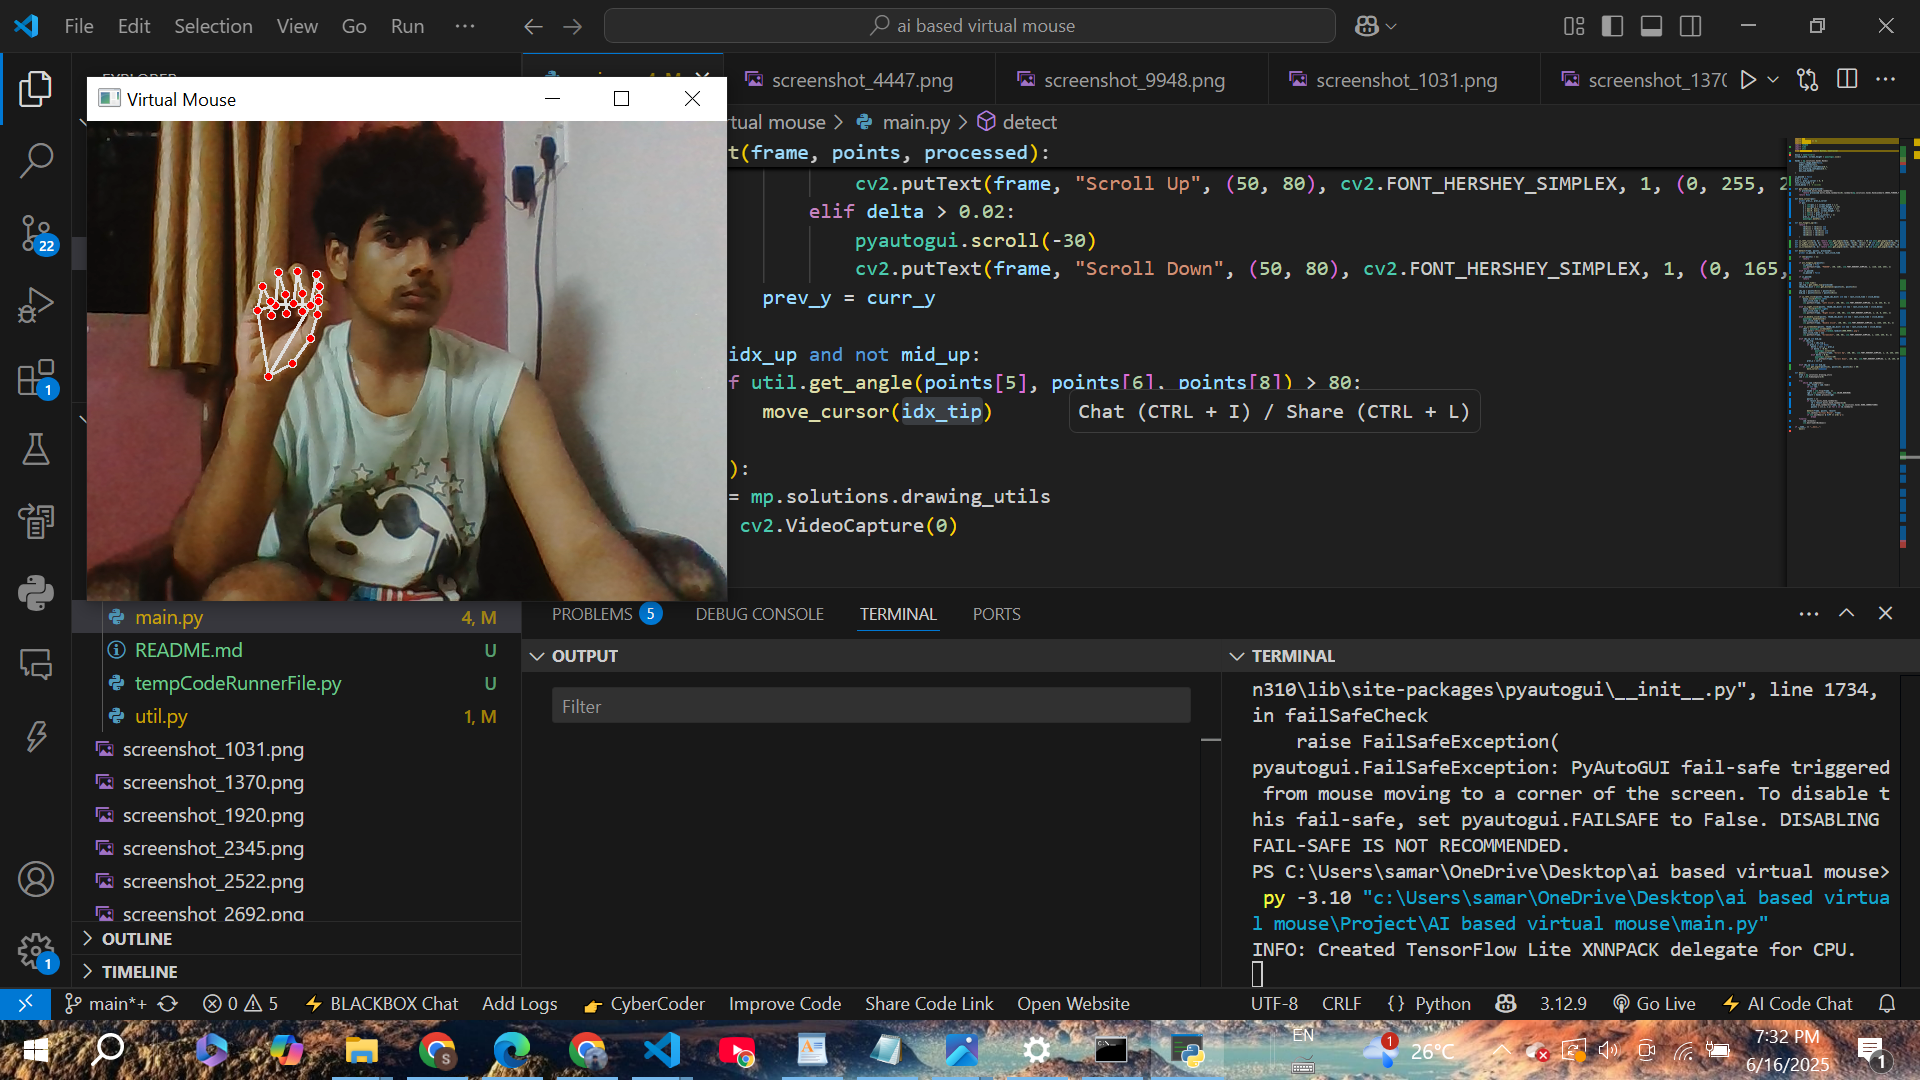 File Edit Selection View Go Run ···
ai based virtual mouse
screenshot_4447.png
screenshot_9948.png
screenshot_1031.png
screenshot_1370
Virtual Mouse
rtual mouse > main.py > detect
t(frame, points, processed):
cv2.putText(frame, "Scroll Up", (50, 80), cv2.FONT_HERSHEY_SIMPLEX, 1, (0, 255, 2
elif delta > 0.02:
pyautogui.scroll(-30)
cv2.putText(frame, "Scroll Down", (50, 80), cv2.FONT_HERSHEY_SIMPLEX, 1, (0, 165,
prev_y = curr_y
idx_up and not mid_up:
f util.get_angle(points[5], points[6], points[8]) > 80:
move_cursor(idx_tip)
Chat (CTRL + I) / Share (CTRL + L)
):
= mp.solutions.drawing_utils
cv2.VideoCapture(0)
22
1
1
main.py 4, M
README.md U
tempCodeRunnerFile.py U
util.py 1, M
screenshot_1031.png
screenshot_1370.png
screenshot_1920.png
screenshot_2345.png
screenshot_2522.png
screenshot_2692.png
OUTLINE
TIMELINE
PROBLEMS 5 DEBUG CONSOLE TERMINAL PORTS
OUTPUT
Filter
TERMINAL
n310\lib\site-packages\pyautogui\__init__.py", line 1734,
in failSafeCheck
raise FailSafeException(
pyautogui.FailSafeException: PyAutoGUI fail-safe triggered
from mouse moving to a corner of the screen. To disable t
his fail-safe, set pyautogui.FAILSAFE to False. DISABLING
FAIL-SAFE IS NOT RECOMMENDED.
PS C:\Users\samar\OneDrive\Desktop\ai based virtual mouse>
py -3.10 "c:\Users\samar\OneDrive\Desktop\ai based virtua
l mouse\Project\AI based virtual mouse\main.py"
INFO: Created TensorFlow Lite XNNPACK delegate for CPU.
main*+ 0 5 BLACKBOX Chat Add Logs CyberCoder Improve Code Share Code Link Open Website UTF-8 CRLF {} Python 3.12.9 Go Live AI Code Chat
S
EN
1
26°C
7:32 PM
6/16/2025
1